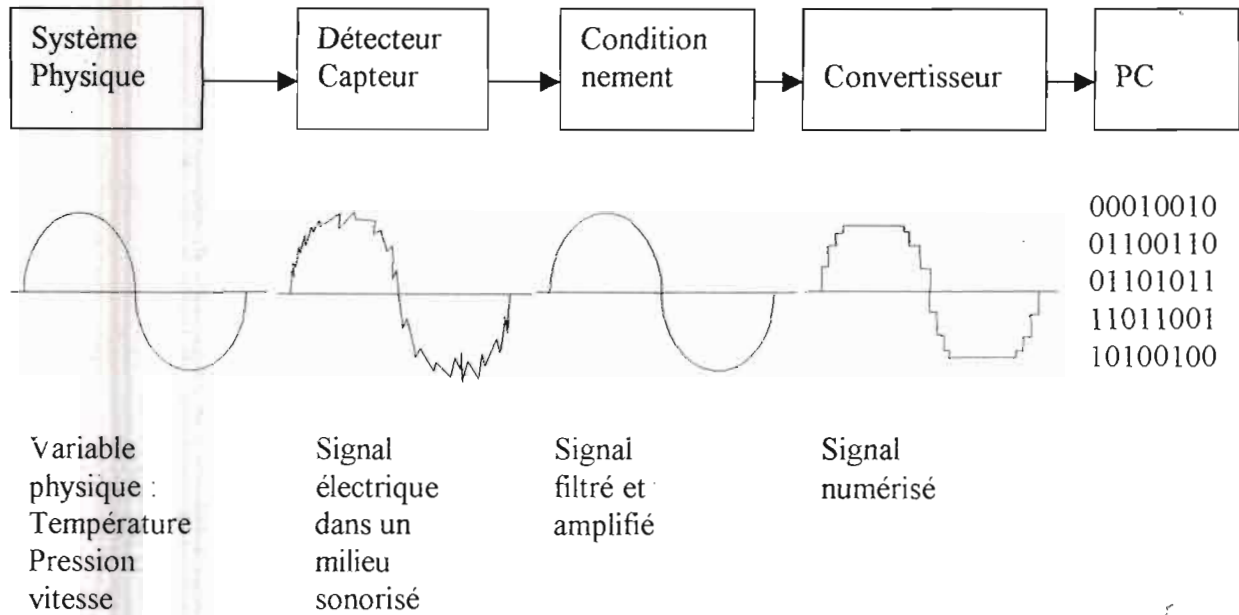 Système
Physique
Détecteur
Capteur
Condition
nement
Convertisseur
PC
00010010
01100110
01101011
11011001
10100100
Variable
physique :
Température
Pression
vitesse
Signal
électrique
dans un
milieu
sonorisé
Signal
filtré et
amplifié
Signal
numérisé